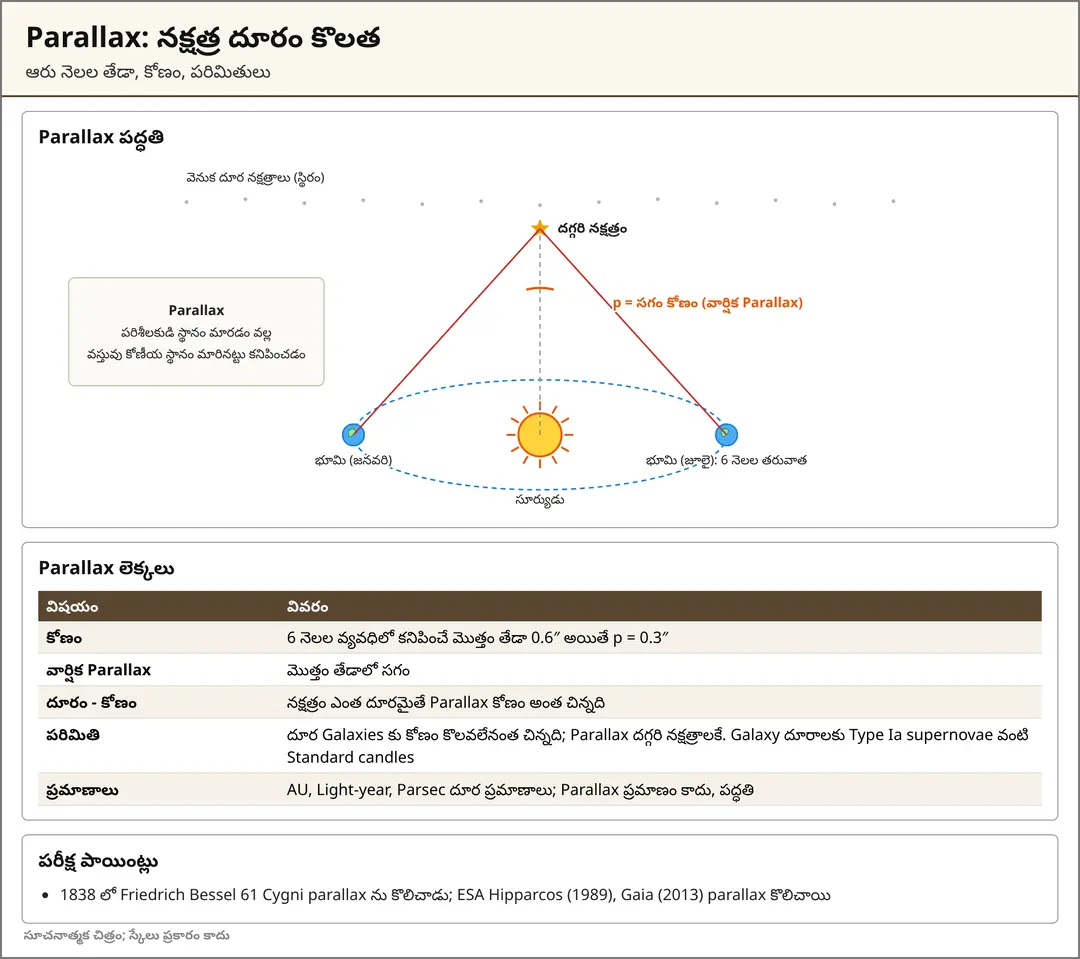 Parallax: నక్షత్ర దూరం కొలత
ఆరు నెలల తేడా, కోణం, పరిమితులు
Parallax పద్ధతి
వెనుక దూర నక్షత్రాలు (స్థిరం)
దగ్గరి నక్షత్రం
p = సగం కోణం (వార్షిక Parallax)
Parallax
పరిశీలకుడి స్థానం మారడం వల్ల
వస్తువు కోణీయ స్థానం మారినట్టు కనిపించడం
భూమి (జనవరి)
భూమి (జూలై): 6 నెలల తరువాత
సూర్యుడు
Parallax లెక్కలు
విషయం వివరం
కోణం 6 నెలల వ్యవధిలో కనిపించే మొత్తం తేడా 0.6″ అయితే p = 0.3″
వార్షిక Parallax మొత్తం తేడాలో సగం
దూరం - కోణం నక్షత్రం ఎంత దూరమైతే Parallax కోణం అంత చిన్నది
పరిమితి దూర Galaxies కు కోణం కొలవలేనంత చిన్నది; Parallax దగ్గరి నక్షత్రాలకే. Galaxy దూరాలకు Type Ia supernovae వంటి
Standard candles
ప్రమాణాలు AU, Light-year, Parsec దూర ప్రమాణాలు; Parallax ప్రమాణం కాదు, పద్ధతి
పరీక్ష పాయింట్లు
• 1838 లో Friedrich Bessel 61 Cygni parallax ను కొలిచాడు; ESA Hipparcos (1989), Gaia (2013) parallax కొలిచాయి
సూచనాత్మక చిత్రం; స్కేలు ప్రకారం కాదు